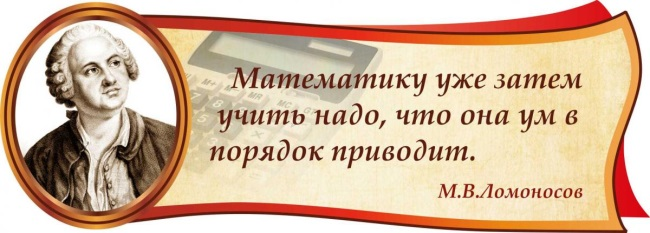 Математику уже затем
учить надо, что она ум в
порядок приводит.
М.В.Ломоносов